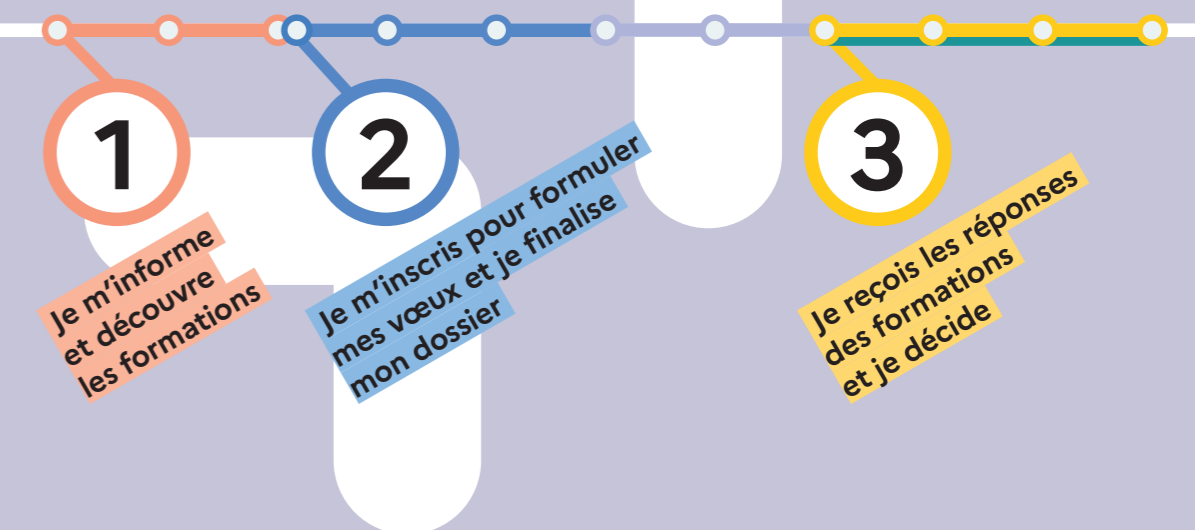 1
Je m’informe
et découvre
les formations
2
Je m’inscris pour formuler
mes vœux et je finalise
mon dossier
3
Je reçois les réponses
des formations
et je décide